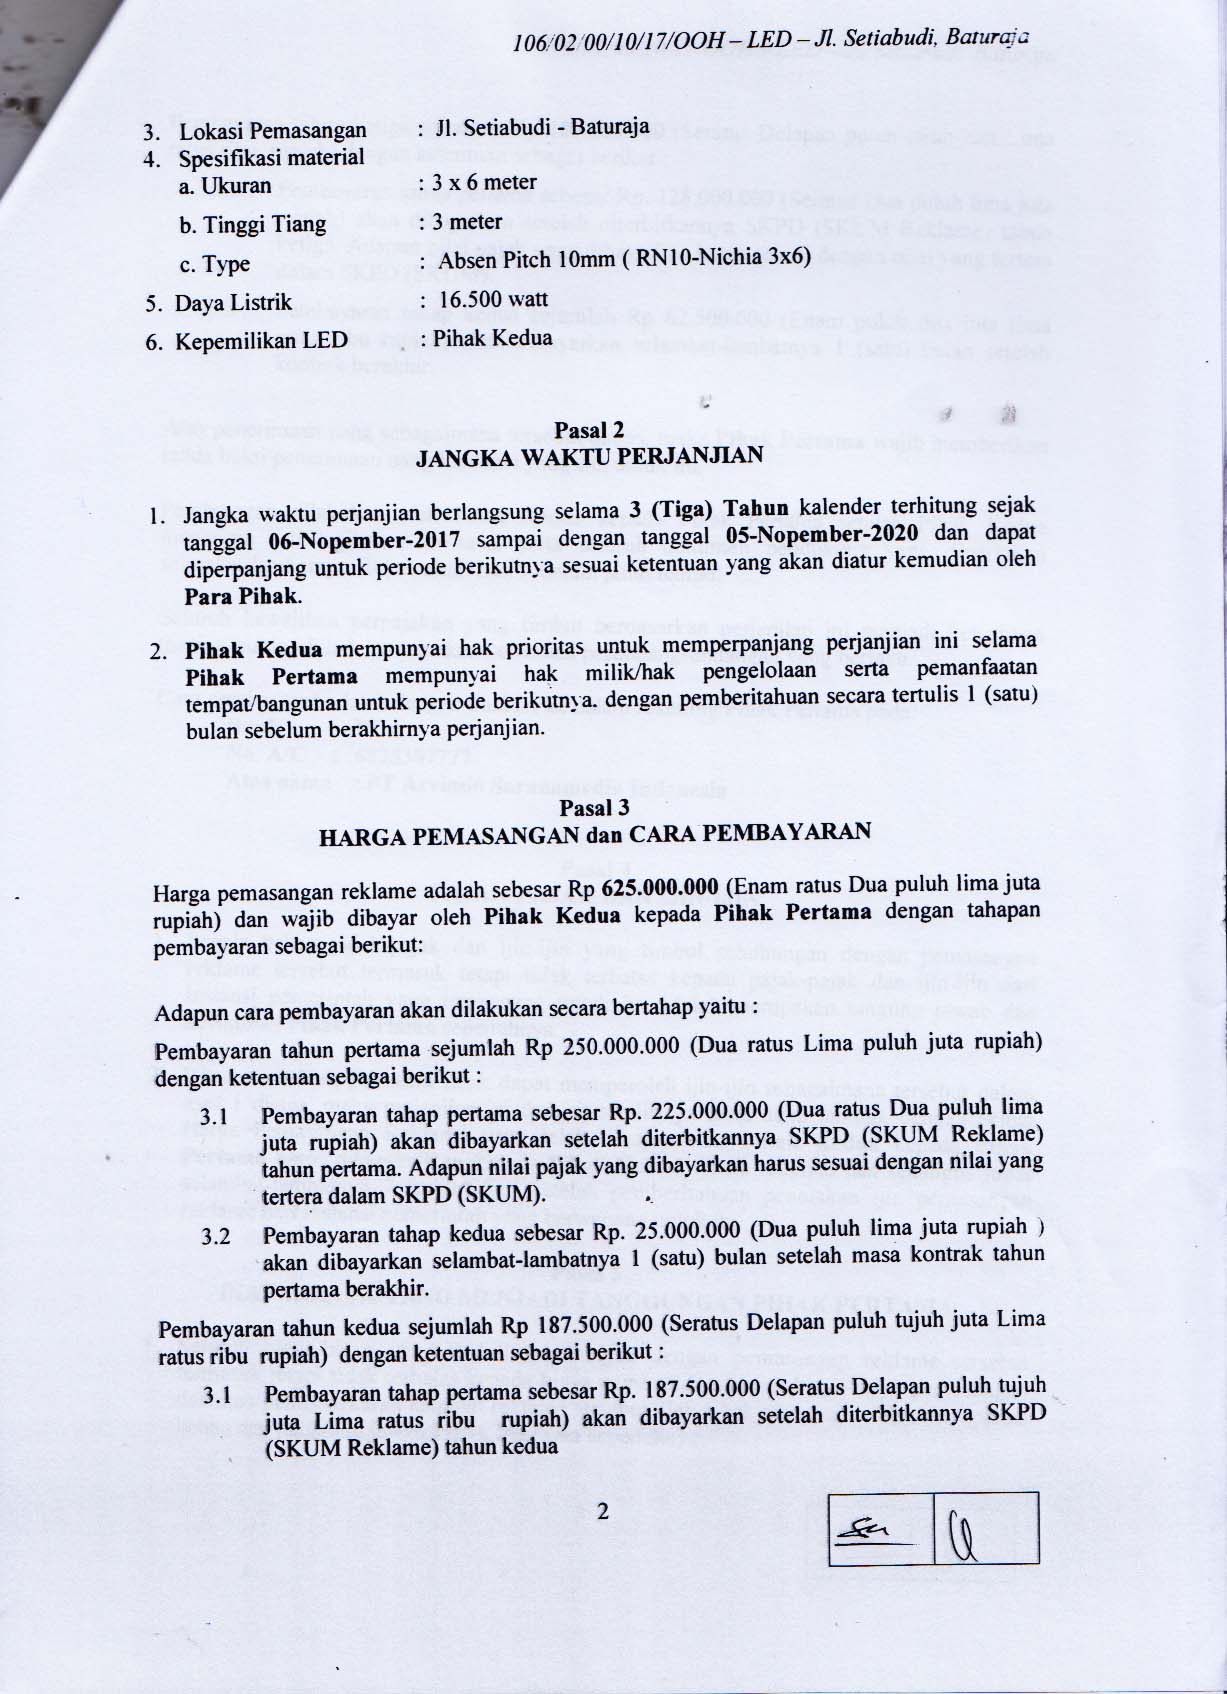 106/02/00/10/17/OOH – LED – Jl. Setiabudi, Baturaja
3. Lokasi Pemasangan : Jl. Setiabudi - Baturaja
4. Spesifikasi material
a. Ukuran : 3 x 6 meter
b. Tinggi Tiang : 3 meter
c. Type : Absen Pitch 10mm ( RN10-Nichia 3x6)
5. Daya Listrik : 16.500 watt
6. Kepemilikan LED : Pihak Kedua
Pasal 2
JANGKA WAKTU PERJANJIAN
1. Jangka waktu perjanjian berlangsung selama 3 (Tiga) Tahun kalender terhitung sejak
tanggal 06-Nopember-2017 sampai dengan tanggal 05-Nopember-2020 dan dapat
diperpanjang untuk periode berikutnya sesuai ketentuan yang akan diatur kemudian oleh
Para Pihak.
2. Pihak Kedua mempunyai hak prioritas untuk memperpanjang perjanjian ini selama
Pihak Pertama mempunyai hak milik/hak pengelolaan serta pemanfaatan
tempat/bangunan untuk periode berikutnya. dengan pemberitahuan secara tertulis 1 (satu)
bulan sebelum berakhirnya perjanjian.
Pasal 3
HARGA PEMASANGAN dan CARA PEMBAYARAN
Harga pemasangan reklame adalah sebesar Rp 625.000.000 (Enam ratus Dua puluh lima juta
rupiah) dan wajib dibayar oleh Pihak Kedua kepada Pihak Pertama dengan tahapan
pembayaran sebagai berikut:
Adapun cara pembayaran akan dilakukan secara bertahap yaitu :
Pembayaran tahun pertama sejumlah Rp 250.000.000 (Dua ratus Lima puluh juta rupiah)
dengan ketentuan sebagai berikut :
3.1 Pembayaran tahap pertama sebesar Rp. 225.000.000 (Dua ratus Dua puluh lima
juta rupiah) akan dibayarkan setelah diterbitkannya SKPD (SKUM Reklame)
tahun pertama. Adapun nilai pajak yang dibayarkan harus sesuai dengan nilai yang
tertera dalam SKPD (SKUM).
3.2 Pembayaran tahap kedua sebesar Rp. 25.000.000 (Dua puluh lima juta rupiah )
akan dibayarkan selambat-lambatnya 1 (satu) bulan setelah masa kontrak tahun
pertama berakhir.
Pembayaran tahun kedua sejumlah Rp 187.500.000 (Seratus Delapan puluh tujuh juta Lima
ratus ribu rupiah) dengan ketentuan sebagai berikut :
3.1 Pembayaran tahap pertama sebesar Rp. 187.500.000 (Seratus Delapan puluh tujuh
juta Lima ratus ribu rupiah) akan dibayarkan setelah diterbitkannya SKPD
(SKUM Reklame) tahun kedua
2